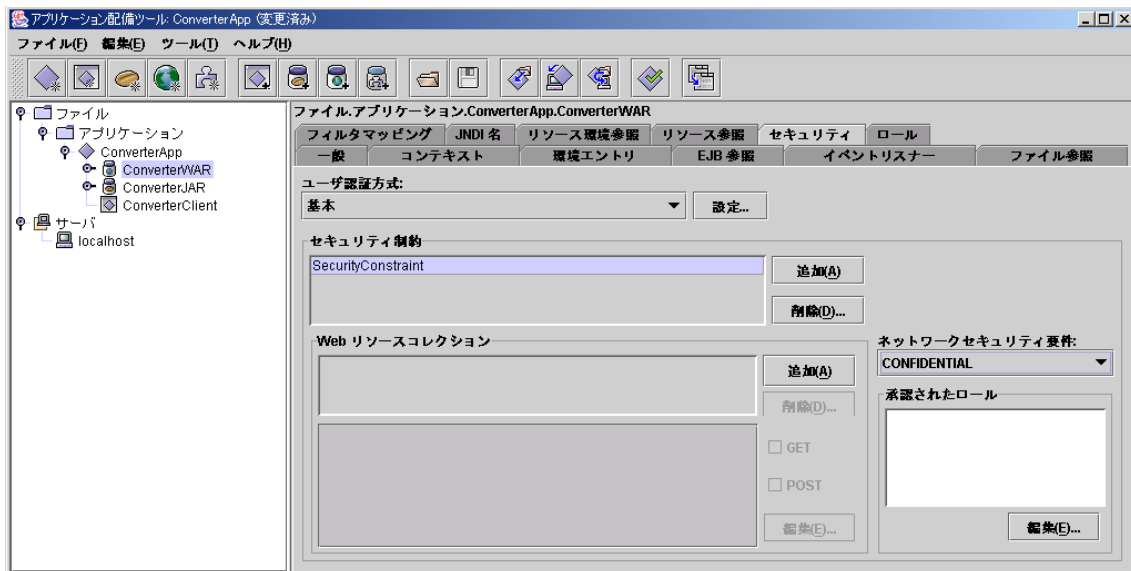 アプリケーション配備ツール: ConverterApp (変更済み)
ファイル(F) 編集(E) ツール(T) ヘルプ(H)
ファイル
アプリケーション
ConverterApp
ConverterWAR
ConverterJAR
ConverterClient
サーバ
localhost
ファイル.アプリケーション.ConverterApp.ConverterWAR
フィルタマッピング JNDI 名 リソース環境参照 リソース参照 セキュリティ ロール
一般 コンテキスト 環境エントリ EJB 参照 イベントリスナー ファイル参照
ユーザ認証方式:
基本 設定...
セキュリティ制約
SecurityConstraint
追加(A)
削除(D)...
Web リソースコレクション
追加(A)
削除(D)...
GET
POST
編集(E)...
ネットワークセキュリティ要件:
CONFIDENTIAL
承認されたロール
編集(E)...